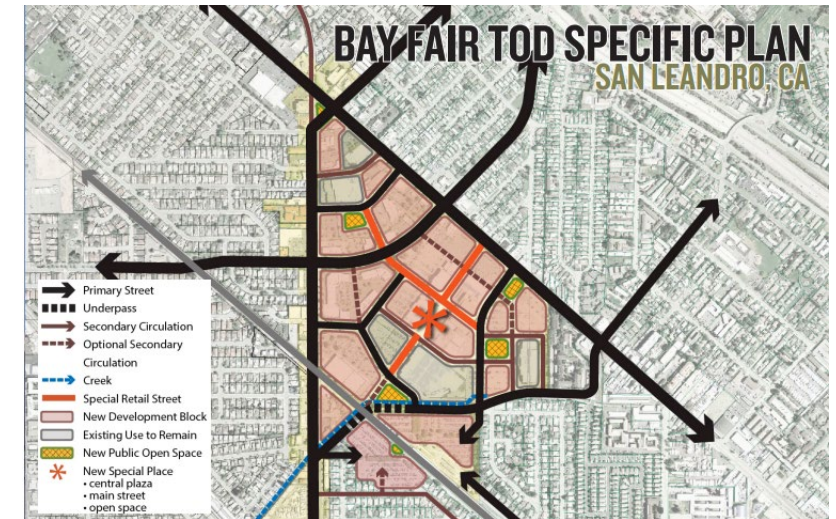 BAY FAIR TOD SPECIFIC PLAN
SAN LEANDRO, CA
Primary Street
Underpass
Secondary Circulation
Optional Secondary
Circulation
Creek
Special Retail Street
New Development Block
Existing Use to Remain
New Public Open Space
New Special Place
• central plaza
• main street
• open space